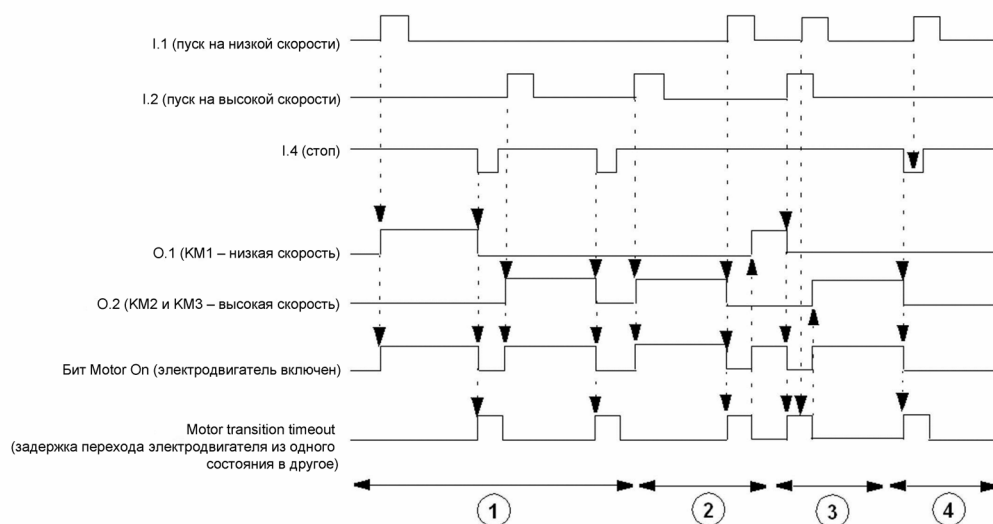 I.1 (пуск на низкой скорости)
I.2 (пуск на высокой скорости)
I.4 (стоп)
O.1 (KM1 – низкая скорость)
O.2 (KM2 и KM3 – высокая скорость)
Бит Motor On (электродвигатель включен)
Motor transition timeout
(задержка перехода электродвигателя из одного
состояния в другое)
1
2
3
4